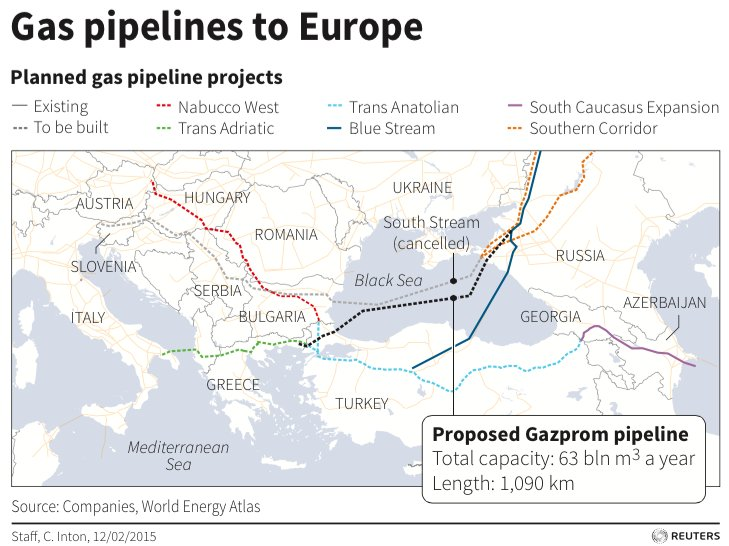 Gas pipelines to Europe
Planned gas pipeline projects
Existing
Nabucco West
Trans Anatolian
South Caucasus Expansion
To be built
Trans Adriatic
Blue Stream
Southern Corridor
UKRAINE
HUNGARY
AUSTRIA
South Stream
(cancelled)
ROMANIA
RUSSIA
SLOVENIA
Black Sea
SERBIA
AZERBAIJAN
ITALY
BULGARIA
GEORGIA
GREECE
TURKEY
Mediterranean
Sea
Proposed Gazprom pipeline
Total capacity: 63 bln m³ a year
Length: 1,090 km
Source: Companies, World Energy Atlas
Staff, C. Inton, 12/02/2015
REUTERS